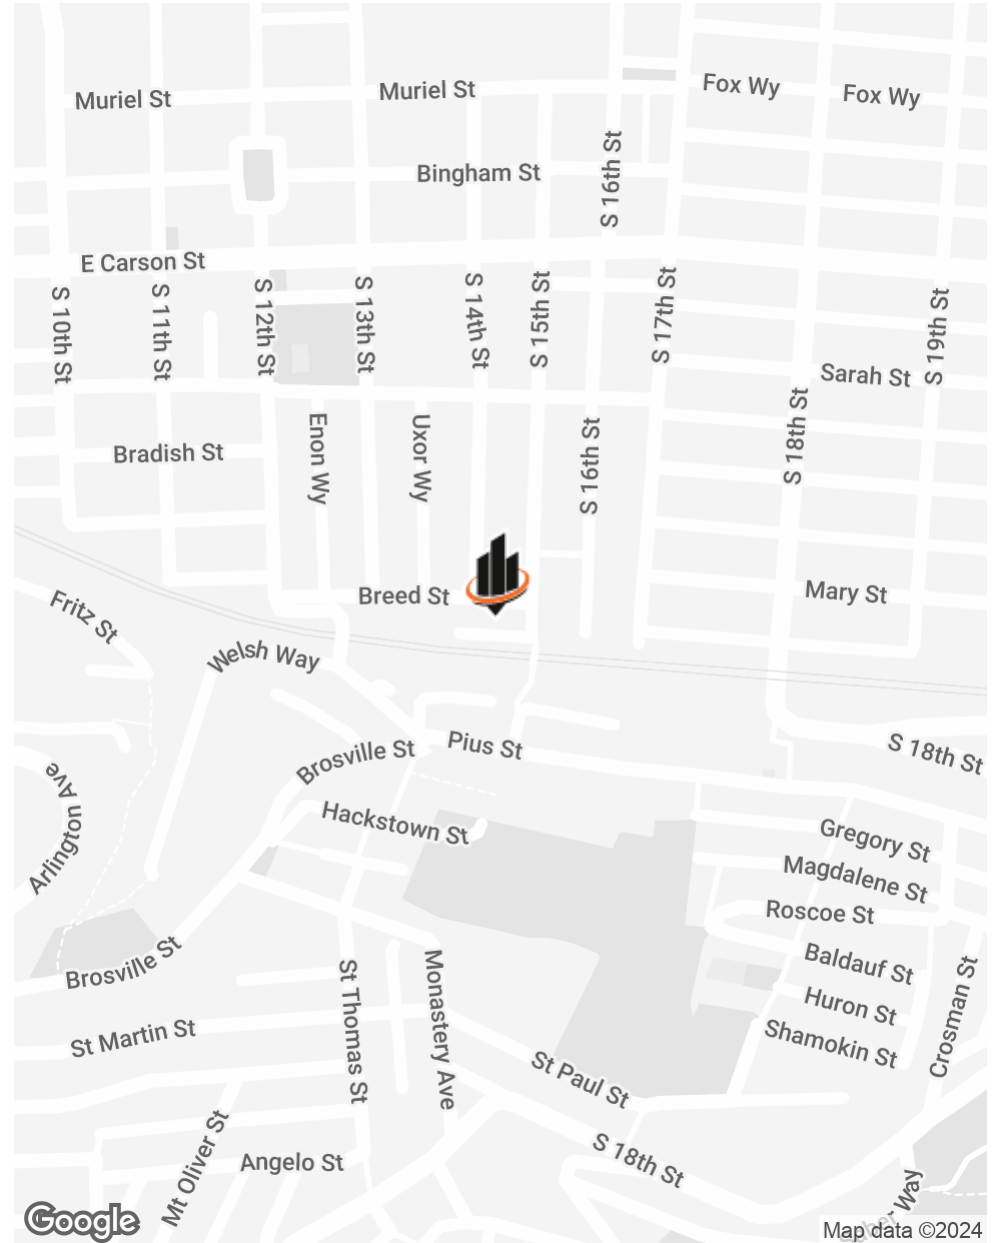 Muriel St
Muriel St
Fox Wy
Fox Wy
Bingham St
S 16th St
E Carson St
S 10th St
S 11th St
S 12th St
S 13th St
S 14th St
S 15th St
S 17th St
S 19th St
Sarah St
S 18th St
Bradish St
Enon Wy
Uxor Wy
S 16th St
Breed St
Mary St
Fritz St
Welsh Way
Arlington Ave
Brosville St
Pius St
S 18th St
Hackstown St
Gregory St
Magdalene St
Roscoe St
Baldauf St
Huron St
Shamokin St
Crosman St
Brosville St
St Thomas St
Monastery Ave
St Martin St
St Paul St
Mt Oliver St
Angelo St
S 18th St
Way
Google
Map data ©2024